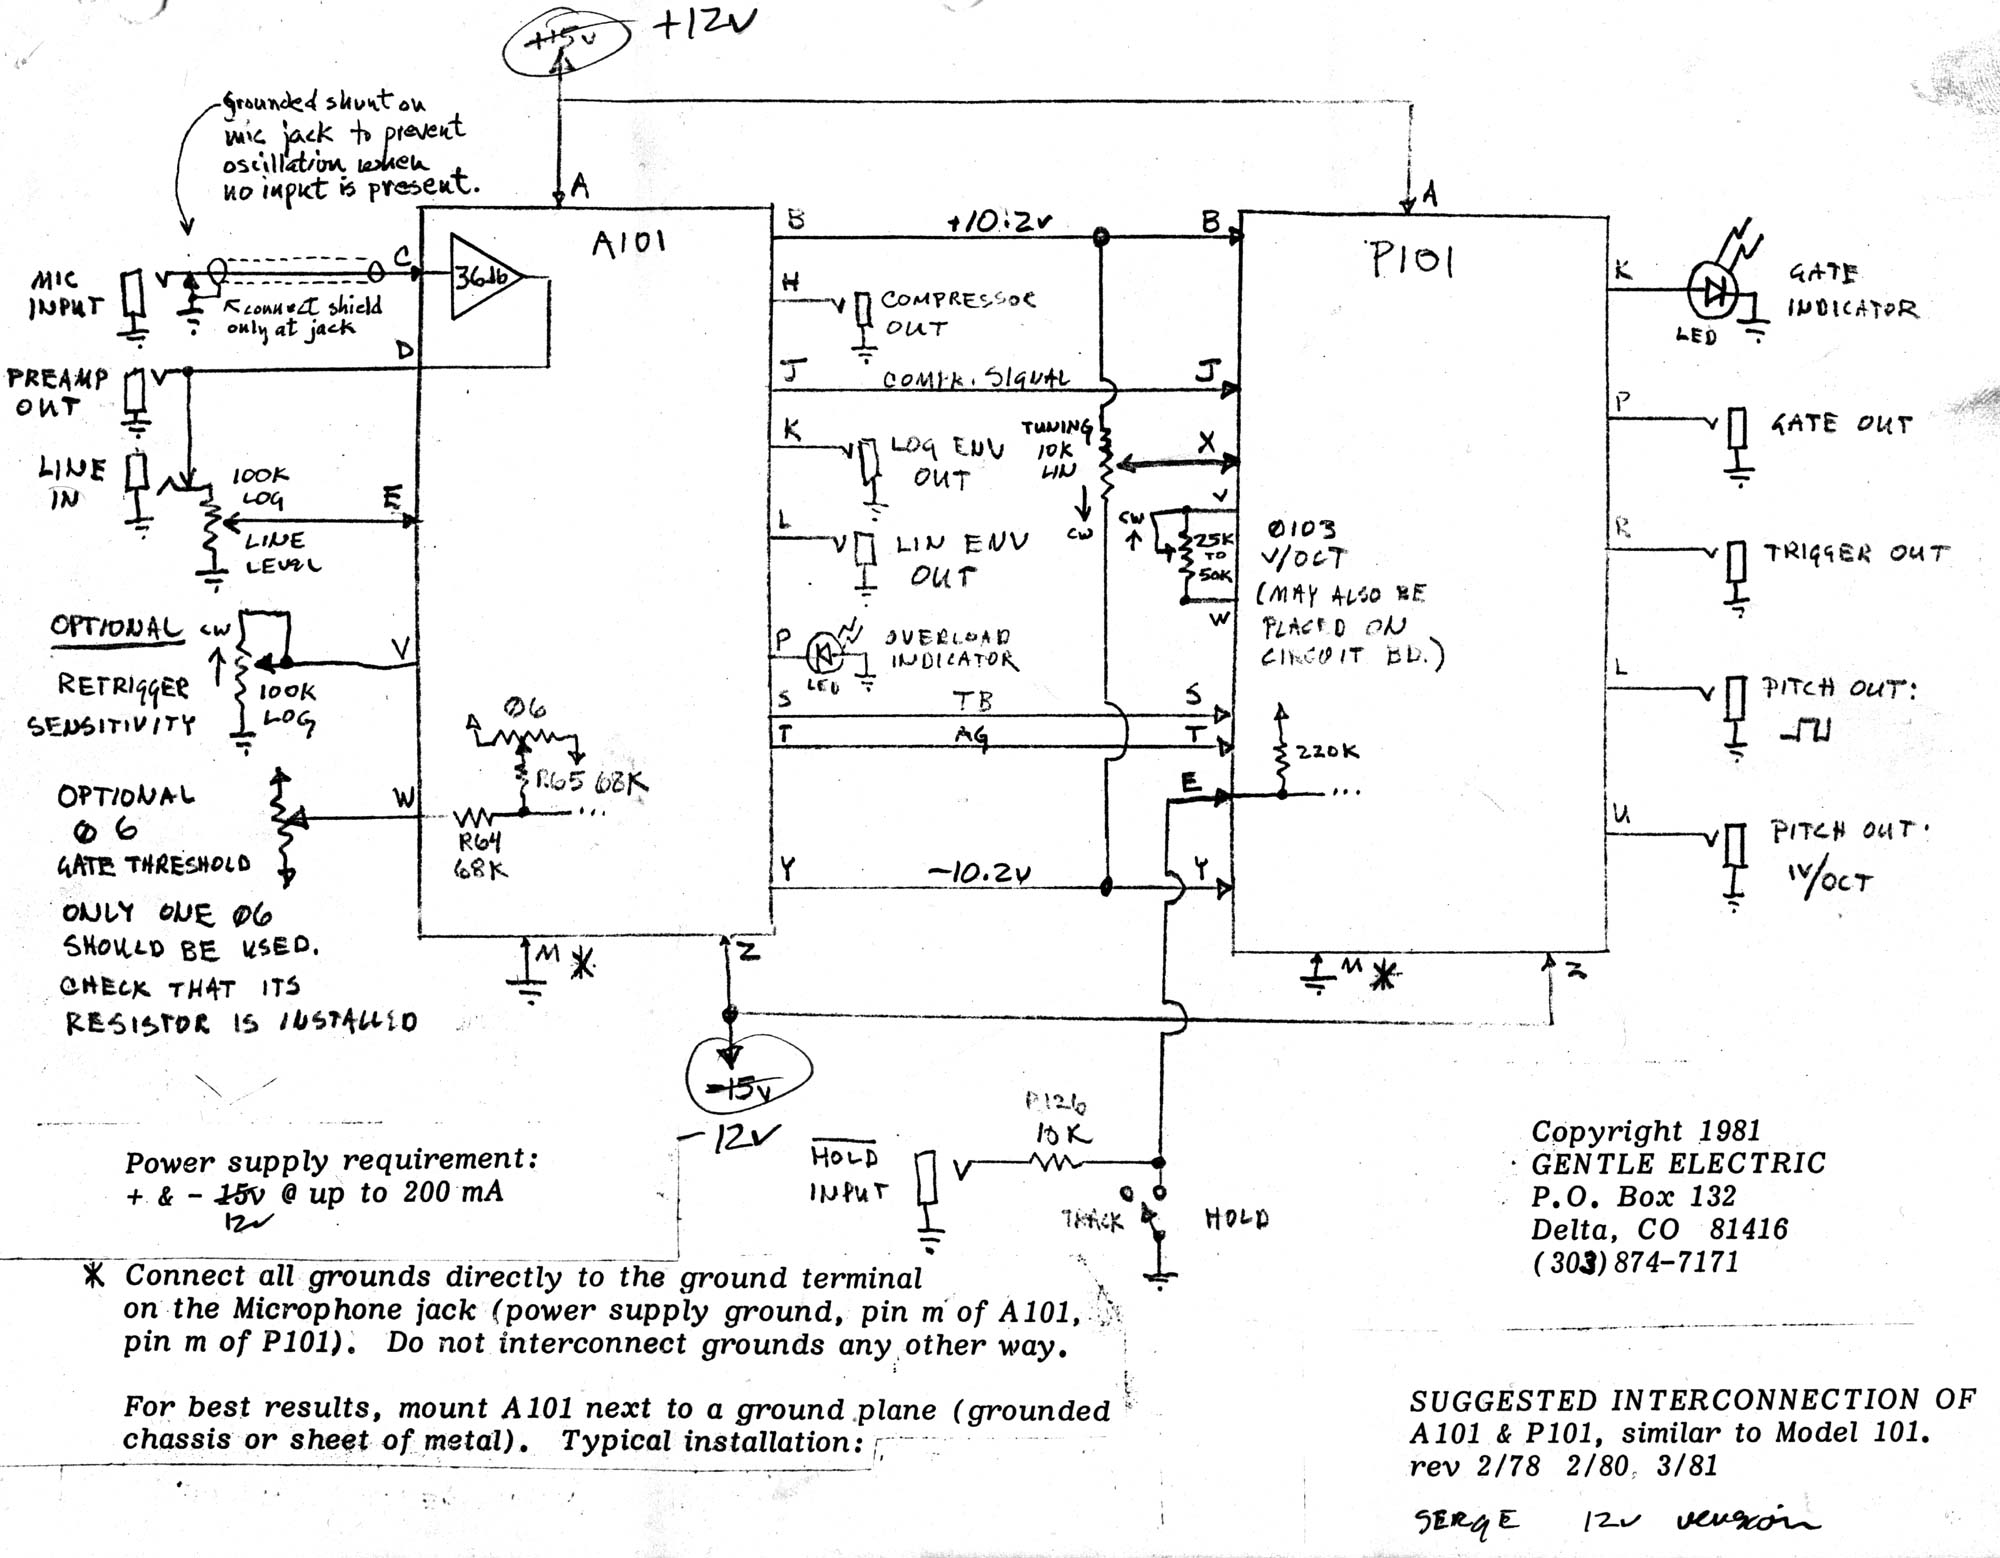 +15v +12v
grounded shunt on
mic jack to prevent
oscillation when
no input is present.
A
A
A101
P101
MIC
INPUT
C
36db
↖ connect shield
only at jack
D
PREAMP
OUT
LINE
IN
100K
LOG
E
LINE
LEVEL
OPTIONAL
CW
V
RETRIGGER
SENSITIVITY
100K
LOG
OPTIONAL
Ø 6
GATE THRESHOLD
W
ONLY ONE Ø6
SHOULD BE USED.
CHECK THAT ITS
RESISTOR IS INSTALLED
Ø6
R65 68K
...
R64
68K
M *
Z
B
+10.2v
B
H
COMPRESSOR
OUT
J
COMPR. SIGNAL
J
K
LOG ENV
OUT
TUNING
10K
LIN
CW
X
L
LIN ENV
OUT
V
CW
25K
TO
50K
W
Ø103
V/OCT
(MAY ALSO BE
PLACED ON
CIRCUIT BD.)
P
OVERLOAD
INDICATOR
LED
S
TB
S
T
AG
T
220K
E
...
Y
-10.2v
Y
M *
Z
K
GATE
INDICATOR
LED
P
GATE OUT
R
TRIGGER OUT
L
PITCH OUT:
U
PITCH OUT:
1V/OCT
-15v
-12v
R126
10K
HOLD
INPUT
TRACK
HOLD
Power supply requirement:
+ & - 15v @ up to 200 mA
12v
* Connect all grounds directly to the ground terminal
on the Microphone jack (power supply ground, pin m of A101,
pin m of P101). Do not interconnect grounds any other way.
For best results, mount A101 next to a ground plane (grounded
chassis or sheet of metal). Typical installation:
Copyright 1981
GENTLE ELECTRIC
P.O. Box 132
Delta, CO 81416
(303)874-7171
SUGGESTED INTERCONNECTION OF
A101 & P101, similar to Model 101.
rev 2/78 2/80, 3/81
SERGE 12v version